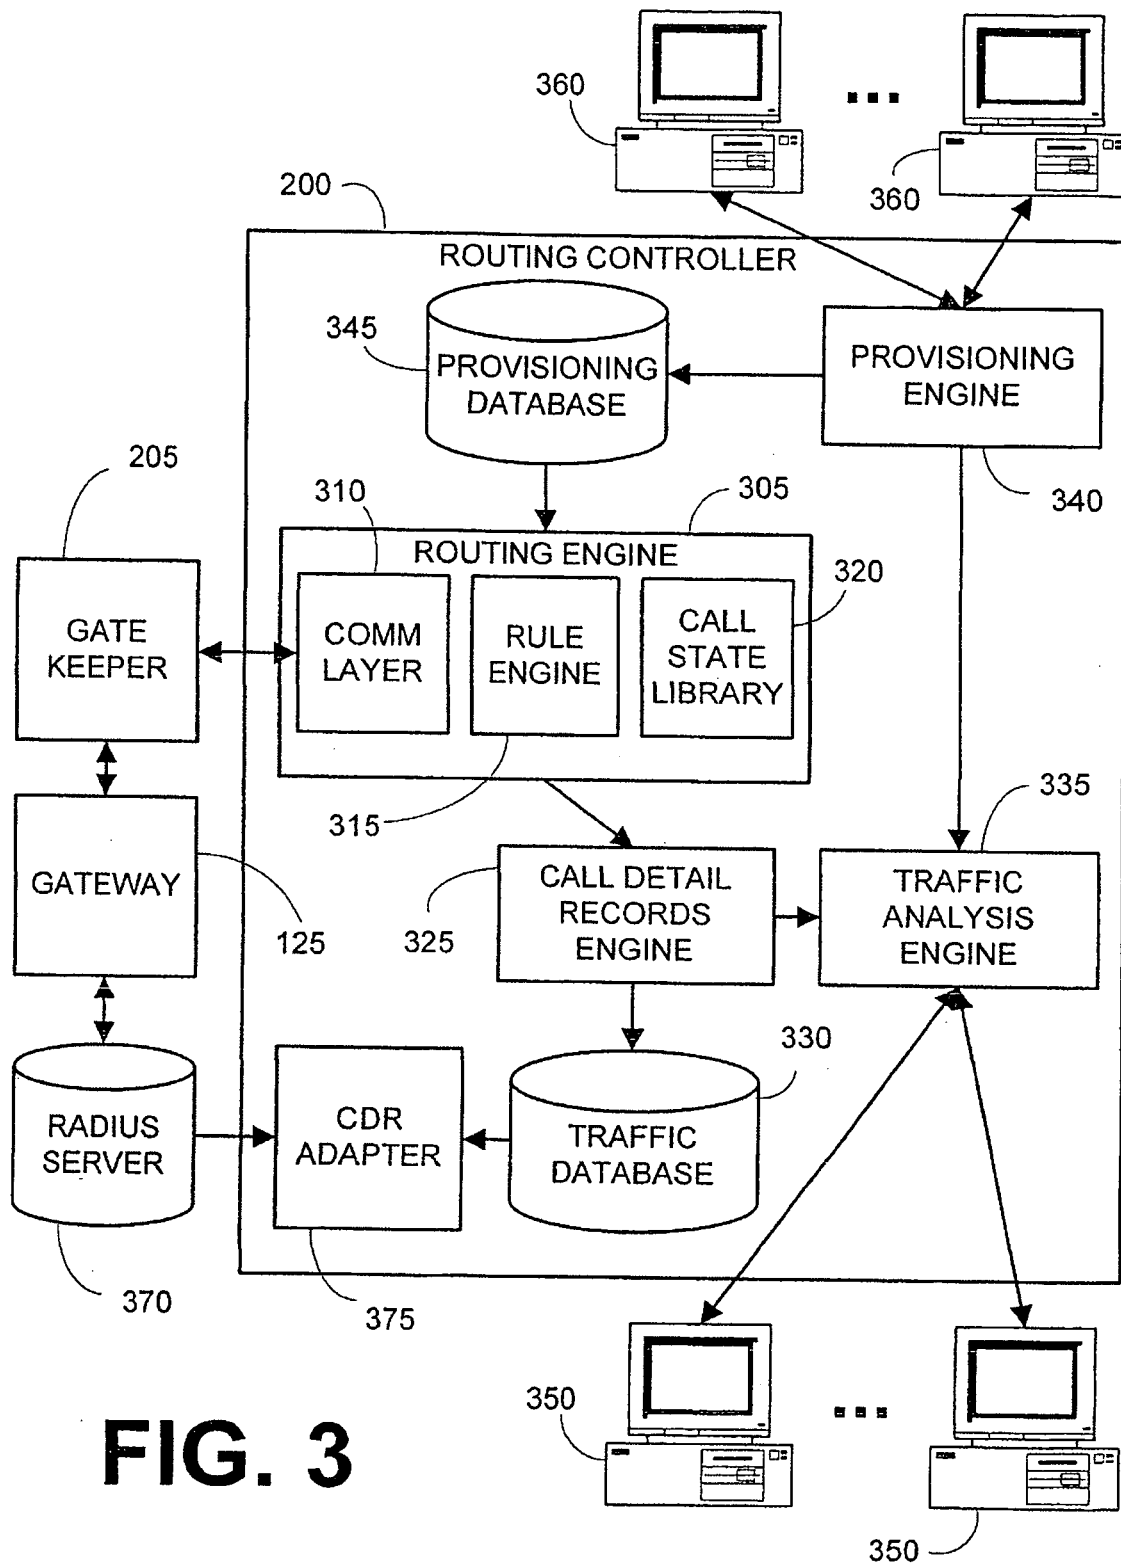 360
360
200
ROUTING CONTROLLER
345
PROVISIONING
DATABASE
PROVISIONING
ENGINE
205
310
305
340
ROUTING ENGINE
320
GATE
KEEPER
COMM
LAYER
RULE
ENGINE
CALL
STATE
LIBRARY
315
335
GATEWAY
125
325
CALL DETAIL
RECORDS
ENGINE
TRAFFIC
ANALYSIS
ENGINE
330
RADIUS
SERVER
CDR
ADAPTER
TRAFFIC
DATABASE
370
375
350
FIG. 3
350